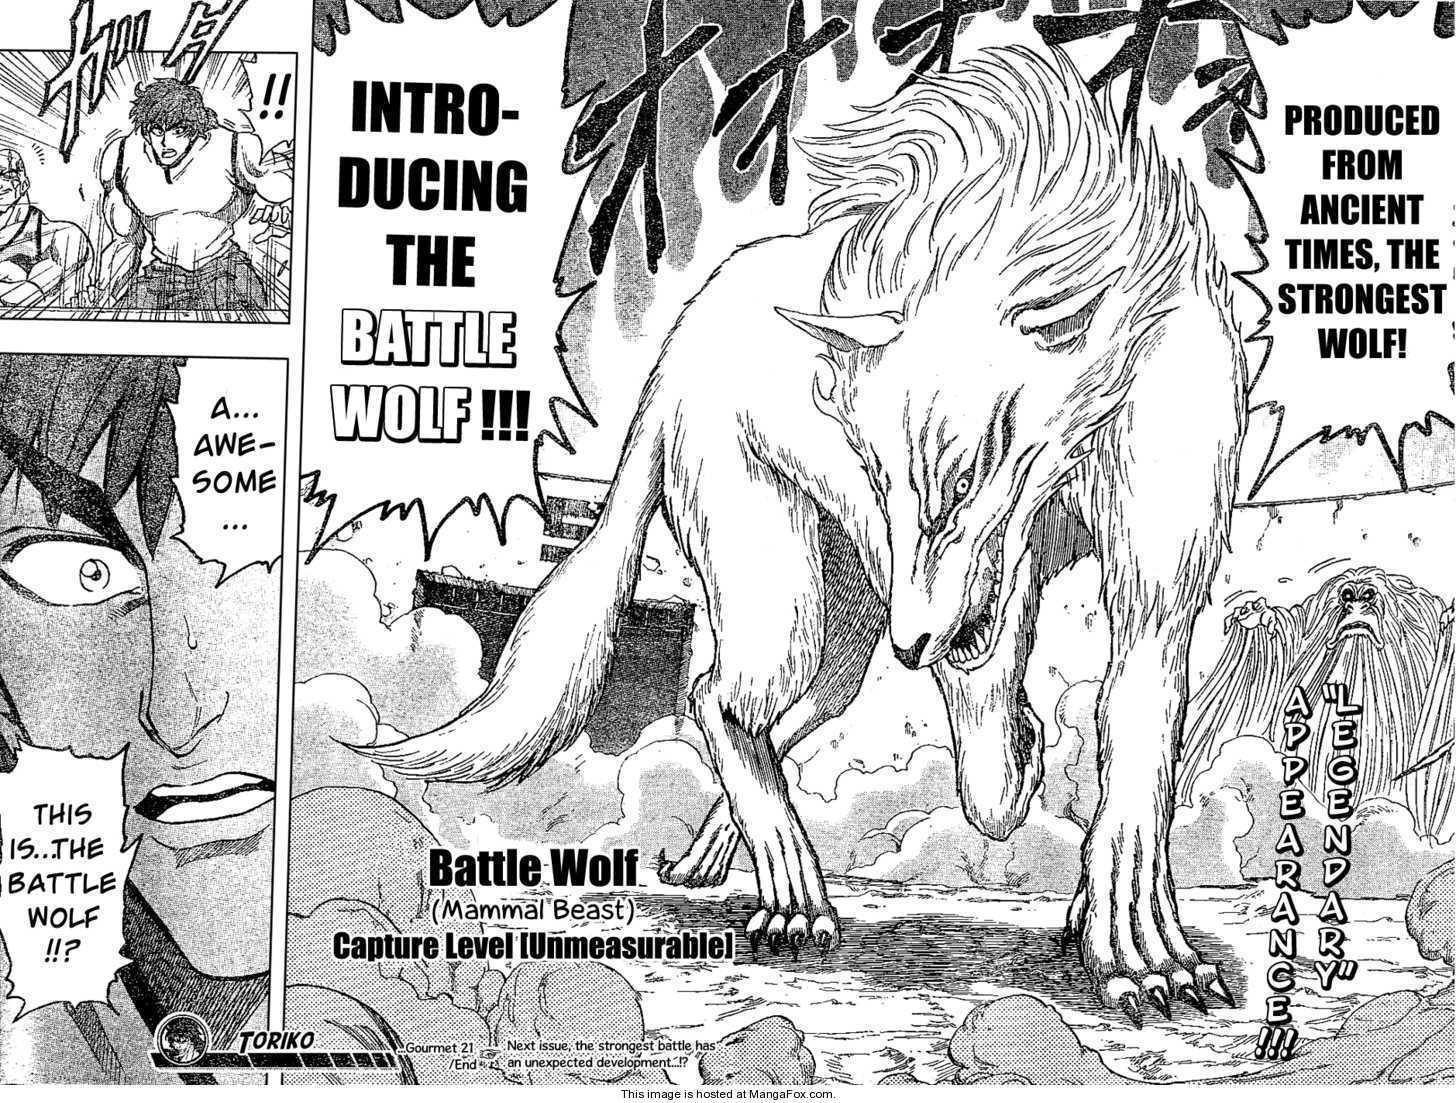 PRODUCED
FROM
ANCIENT
TIMES, THE
STRONGEST
WOLF!
INTRO-
DUCING
THE
BATTLE
WOLF !!!
!!
A...
AWE-
SOME
...
THIS
IS...THE
BATTLE
WOLF
!!?
"LEGENDARY"
APPEARANCE!!!
Battle Wolf
(Mammal Beast)
Capture Level [Unmeasurable]
TORIKO
...Gourmet 21
/End
Next issue, the strongest battle has
an unexpected development...!?
This image is hosted at MangaFox.com.